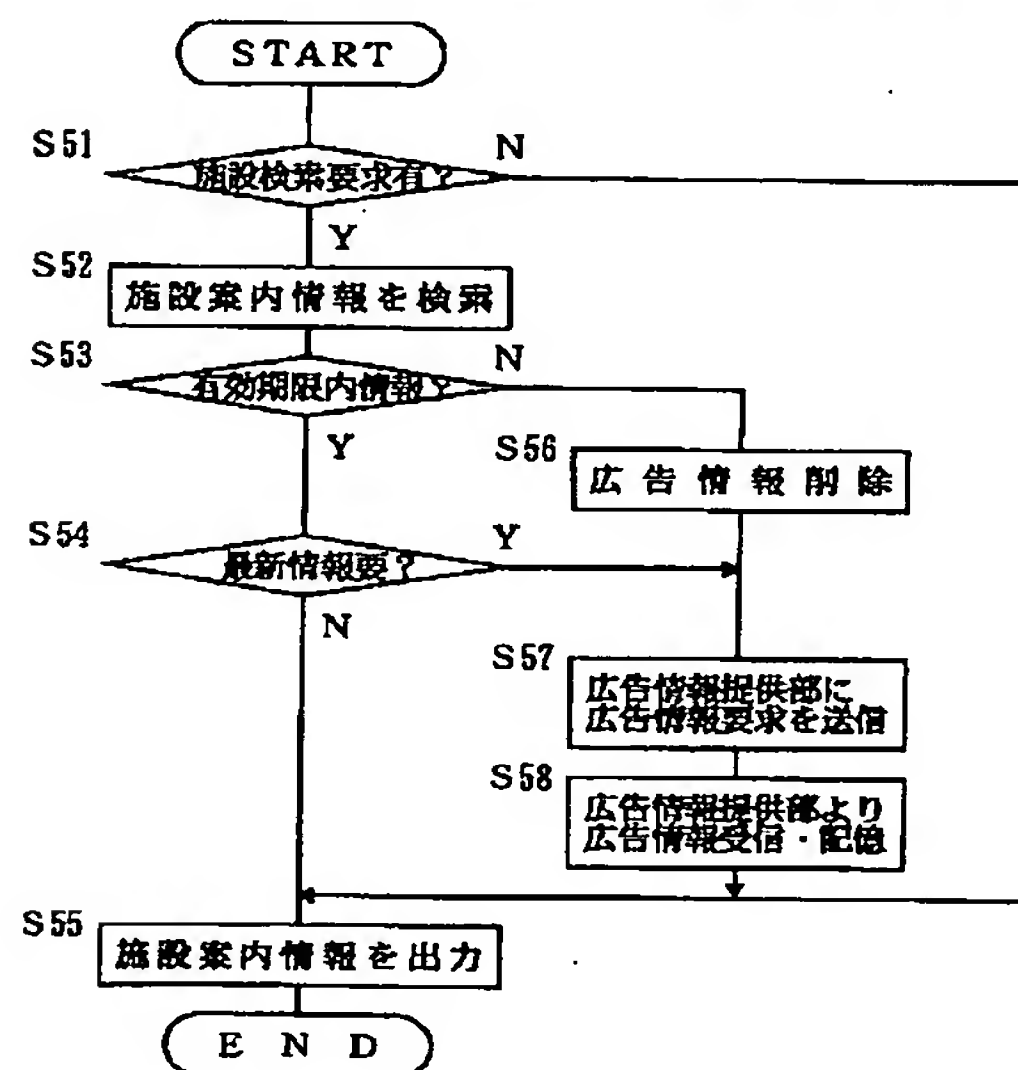 START
S51
施設検索要求有?
N
Y
S52
施設案内情報を検索
S53
有効期限内情報?
N
Y
S56
広告情報削除
S54
最新情報要?
Y
N
S57
広告情報提供部に
広告情報要求を送信
S58
広告情報提供部より
広告情報受信・記憶
S55
施設案内情報を出力
END